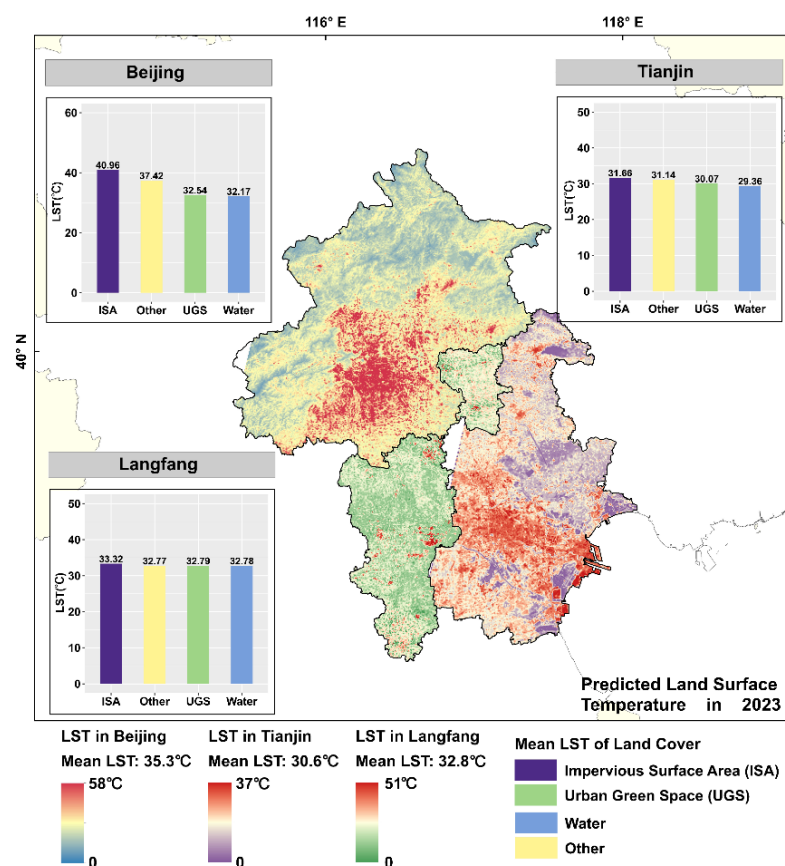 116° E 118° E
Beijing
60
40
20
0
LST(℃)
40.96
37.42
32.54
32.17
ISA Other UGS Water
Tianjin
50
40
30
20
10
0
LST(℃)
31.66
31.14
30.07
29.36
ISA Other UGS Water
40° N
Langfang
50
40
30
20
10
0
LST(℃)
33.32
32.77
32.79
32.78
ISA Other UGS Water
Predicted Land Surface
Temperature in 2023
LST in Beijing
Mean LST: 35.3℃
58℃
0
LST in Tianjin
Mean LST: 30.6℃
37℃
0
LST in Langfang
Mean LST: 32.8℃
51℃
0
Mean LST of Land Cover
Impervious Surface Area (ISA)
Urban Green Space (UGS)
Water
Other